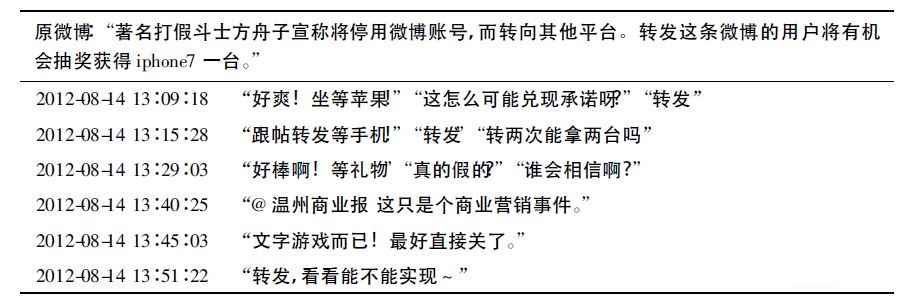 原微博:“著名打假斗士方舟子宣称将停用微博账号,而转向其他平台。转发这条微博的用户将有机
会抽奖获得 iphone7 一台。”
2012-08-14 13:09:18 “好爽！坐等苹果!” “这怎么可能兑现承诺呀?” “转发”
2012-08-14 13:15:28 “跟帖转发等手机!” “转发” “转两次能拿两台吗”
2012-08-14 13:29:03 “好棒啊！等礼物” “真的假的?” “谁会相信啊?”
2012-08-14 13:40:25 “@温州商业报 这只是个商业营销事件。”
2012-08-14 13:45:03 “文字游戏而已！最好直接关了。”
2012-08-14 13:51:22 “转发,看看能不能实现~”